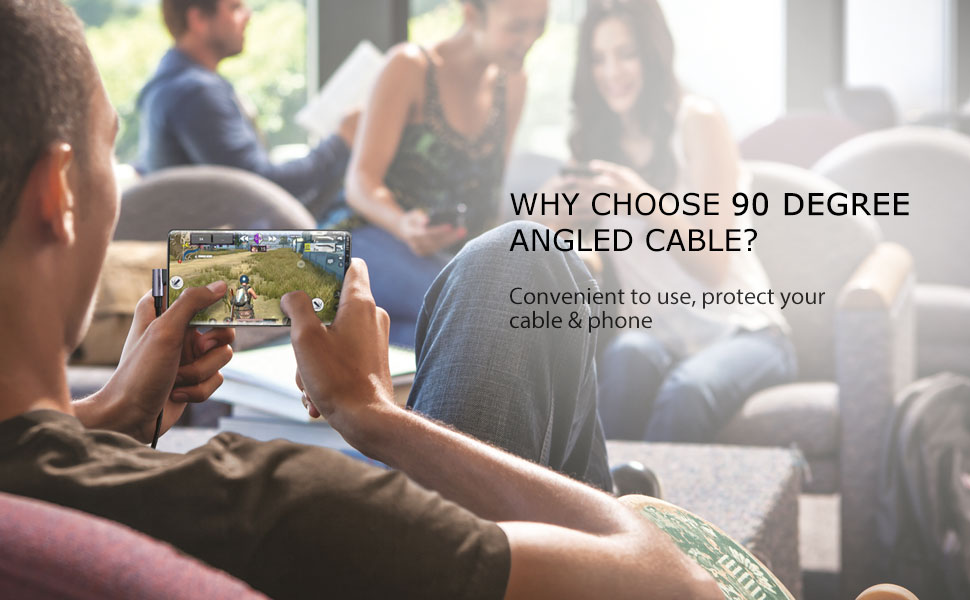 WHY CHOOSE 90 DEGREE
ANGLED CABLE?
Convenient to use, protect your
cable & phone